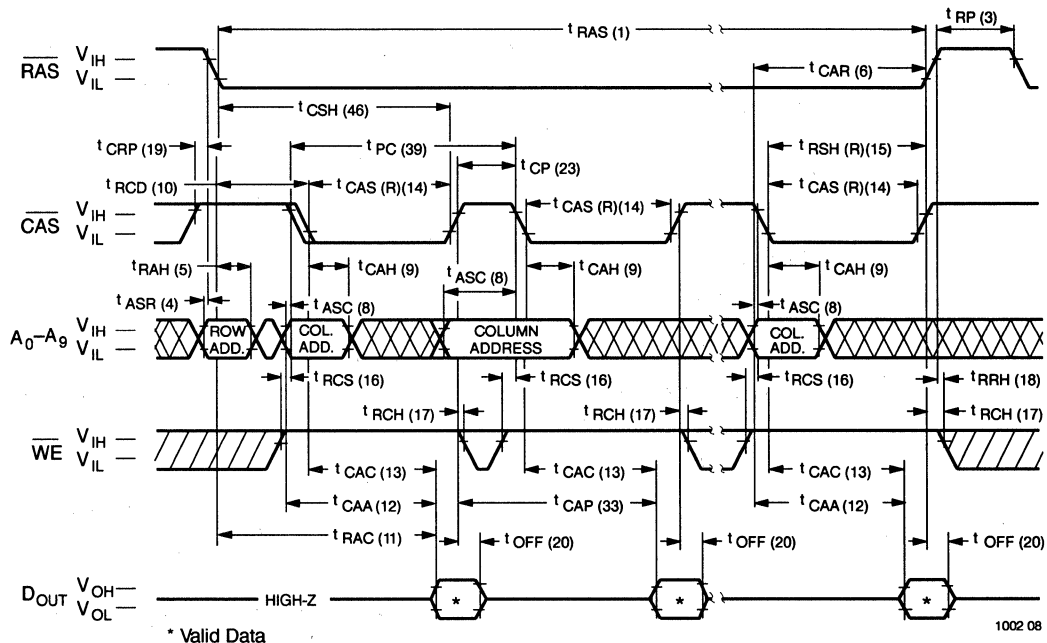 t RAS (1)
t RP (3)
RAS
V IH
V IL
t CAR (6)
t CSH (46)
t CRP (19)
t PC (39)
t RSH (R)(15)
t CP (23)
t RCD (10)
t CAS (R)(14)
t CAS (R)(14)
t CAS (R)(14)
CAS
V IH
V IL
t RAH (5)
t CAH (9)
t CAH (9)
t CAH (9)
t ASC (8)
t ASR (4)
t ASC (8)
t ASC (8)
A0–A9
V IH
V IL
ROW ADD.
COL. ADD.
COLUMN ADDRESS
COL. ADD.
t RCS (16)
t RCS (16)
t RCS (16)
t RRH (18)
t RCH (17)
t RCH (17)
t RCH (17)
WE
V IH
V IL
t CAC (13)
t CAC (13)
t CAC (13)
t CAA (12)
t CAP (33)
t CAA (12)
t RAC (11)
t OFF (20)
t OFF (20)
t OFF (20)
DOUT
V OH
V OL
HIGH-Z
*
*
*
* Valid Data
1002 08